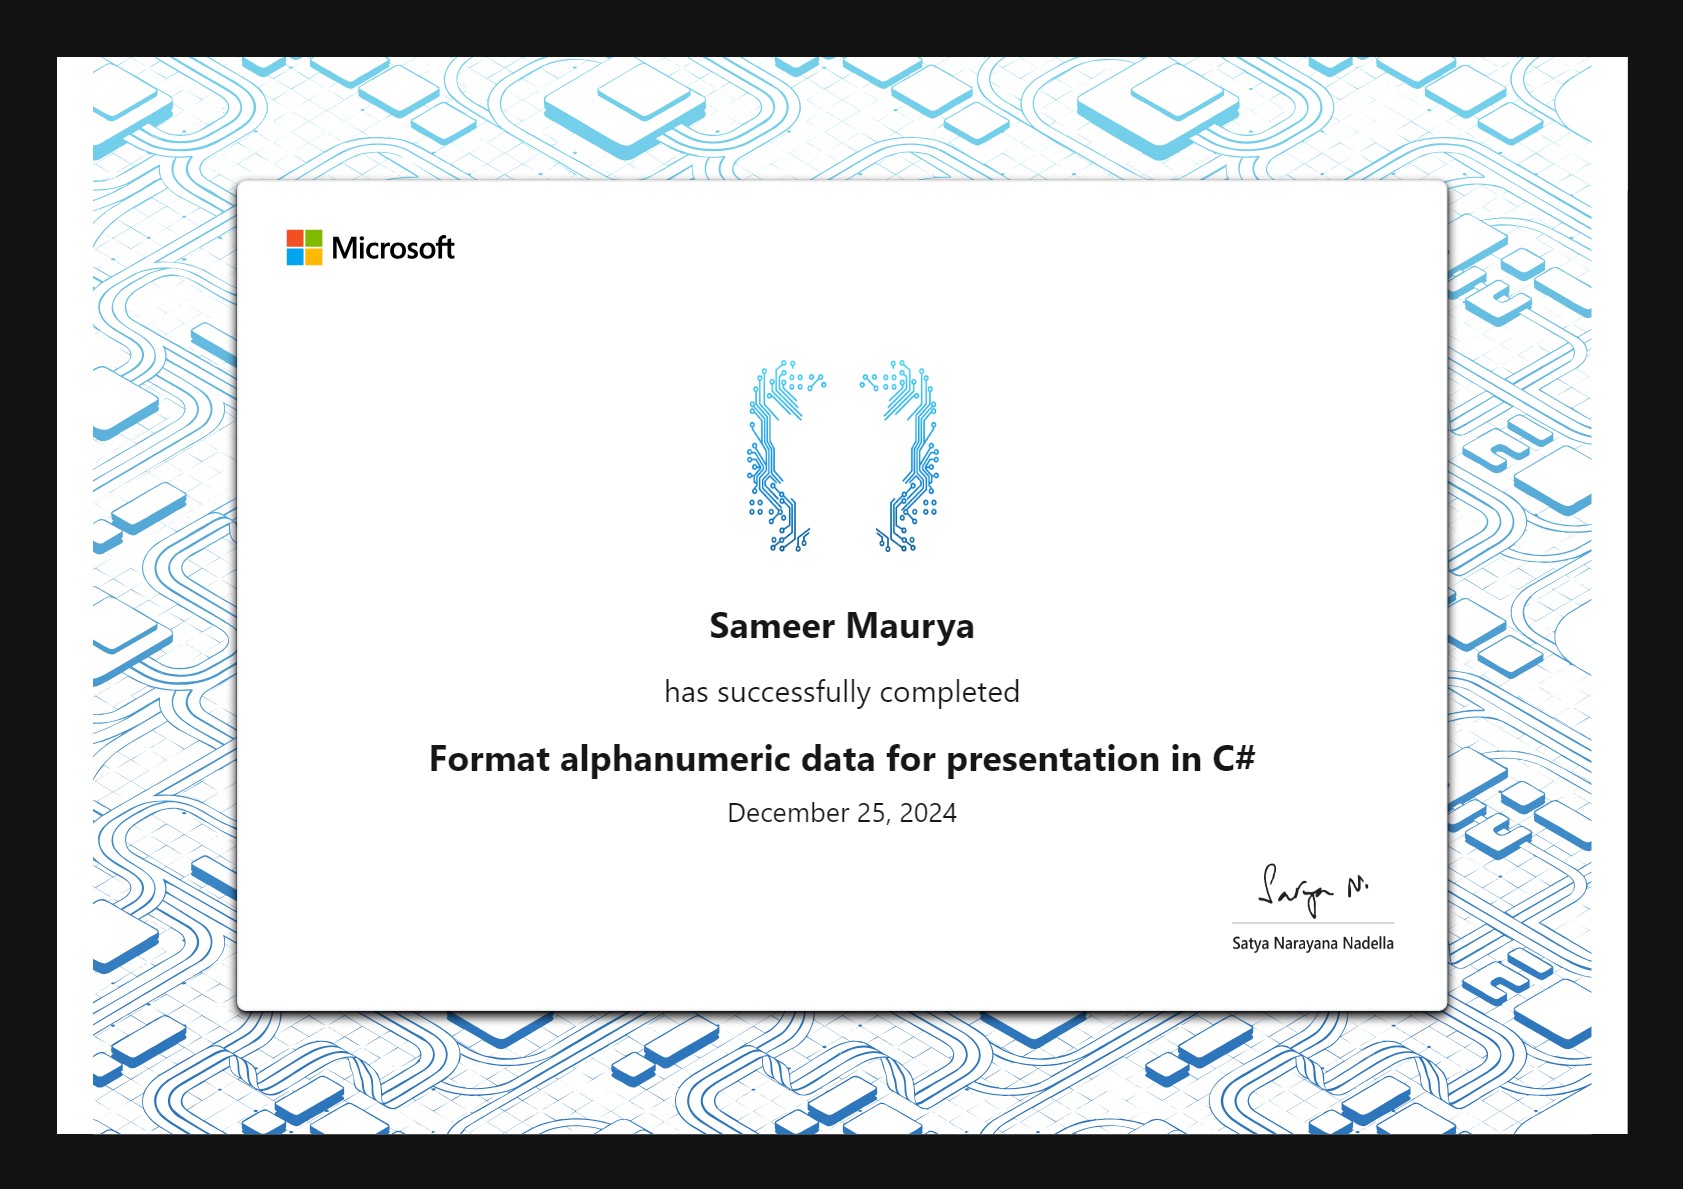 Microsoft
Sameer Maurya
has successfully completed
Format alphanumeric data for presentation in C#
December 25, 2024
Satya N.
Satya Narayana Nadella